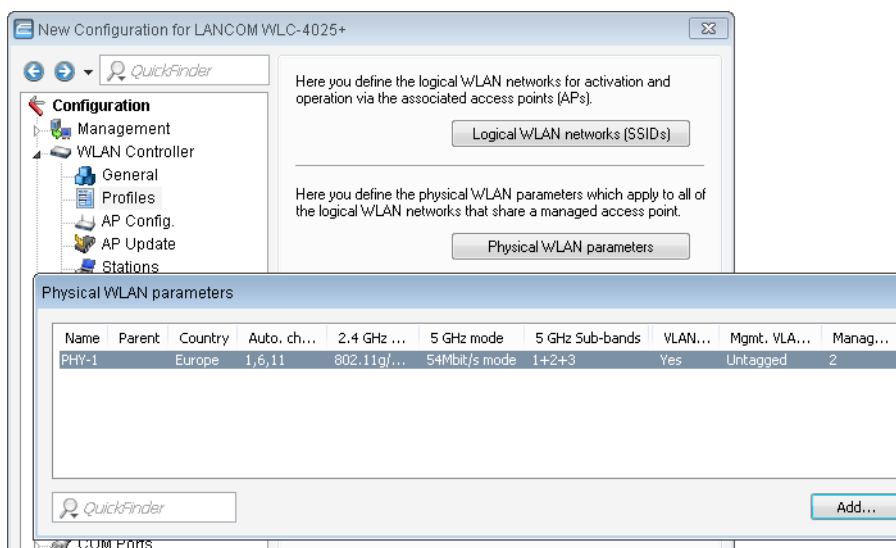 New Configuration for LANCOM WLC-4025+
QuickFinder
Configuration
Management
WLAN Controller
General
Profiles
AP Config.
AP Update
Stations
Here you define the logical WLAN networks for activation and
operation via the associated access points (APs).
Logical WLAN networks (SSIDs)
Here you define the physical WLAN parameters which apply to all of
the logical WLAN networks that share a managed access point.
Physical WLAN parameters
Physical WLAN parameters
Name Parent Country Auto. ch... 2.4 GHz ... 5 GHz mode 5 GHz Sub-bands VLAN... Mgmt. VLA... Manag...
PHY-1 Europe 1,6,11 802.11g/... 54Mbit/s mode 1+2+3 Yes Untagged 2
QuickFinder
Add...
COM Ports